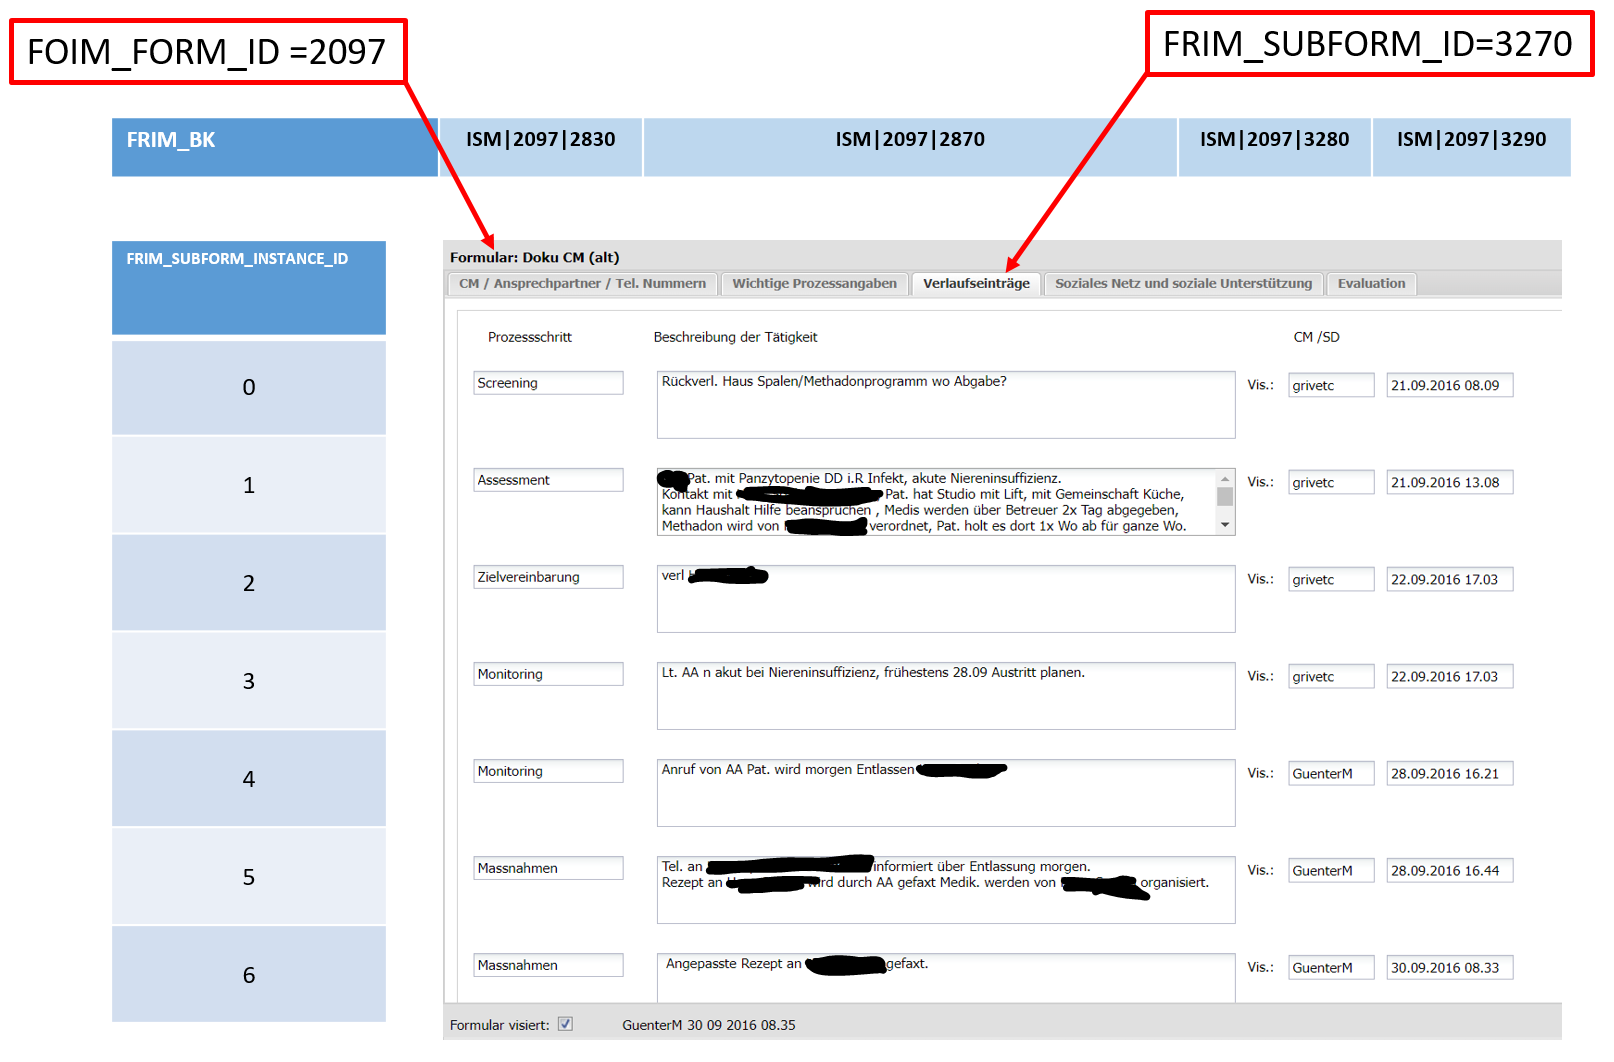 FOIM_FORM_ID =2097
FRIM_SUBFORM_ID=3270
FRIM_BK ISM|2097|2830 ISM|2097|2870 ISM|2097|3280 ISM|2097|3290
FRIM_SUBFORM_INSTANCE_ID
0
1
2
3
4
5
6
Formular: Doku CM (alt)
CM / Ansprechpartner / Tel. Nummern Wichtige Prozessangaben Verlaufseinträge Soziales Netz und soziale Unterstützung Evaluation
Prozessschritt Beschreibung der Tätigkeit CM /SD
Screening Rückverl. Haus Spalen/Methadonprogramm wo Abgabe? Vis.: grivetc 21.09.2016 08.09
Assessment Pat. mit Panzytopenie DD i.R Infekt, akute Niereninsuffizienz. Vis.: grivetc 21.09.2016 13.08
Kontakt mit Pat. hat Studio mit Lift, mit Gemeinschaft Küche,
kann Haushalt Hilfe beanspruchen , Medis werden über Betreuer 2x Tag abgegeben,
Methadon wird von verordnet, Pat. holt es dort 1x Wo ab für ganze Wo.
Zielvereinbarung verl Vis.: grivetc 22.09.2016 17.03
Monitoring Lt. AA n akut bei Niereninsuffizienz, frühestens 28.09 Austritt planen. Vis.: grivetc 22.09.2016 17.03
Monitoring Anruf von AA Pat. wird morgen Entlassen Vis.: GuenterM 28.09.2016 16.21
Massnahmen Tel. an informiert über Entlassung morgen. Vis.: GuenterM 28.09.2016 16.44
Rezept an wird durch AA gefaxt Medik. werden von organisiert.
Massnahmen Angepasste Rezept an gefaxt. Vis.: GuenterM 30.09.2016 08.33
Formular visiert: GuenterM 30 09 2016 08.35